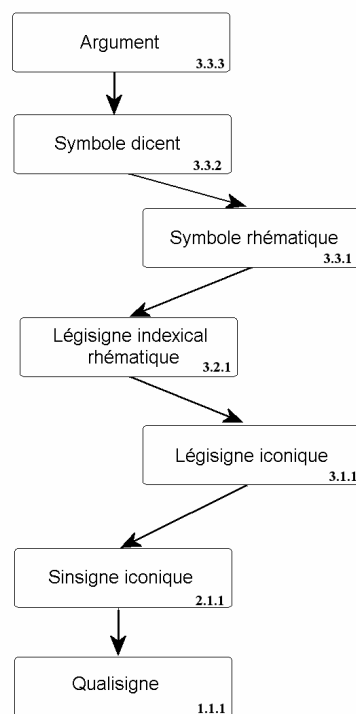 Argument
3.3.3
Symbole dicent
3.3.2
Symbole rhématique
3.3.1
Légisigne indexical
rhématique
3.2.1
Légisigne iconique
3.1.1
Sinsigne iconique
2.1.1
Qualisigne
1.1.1